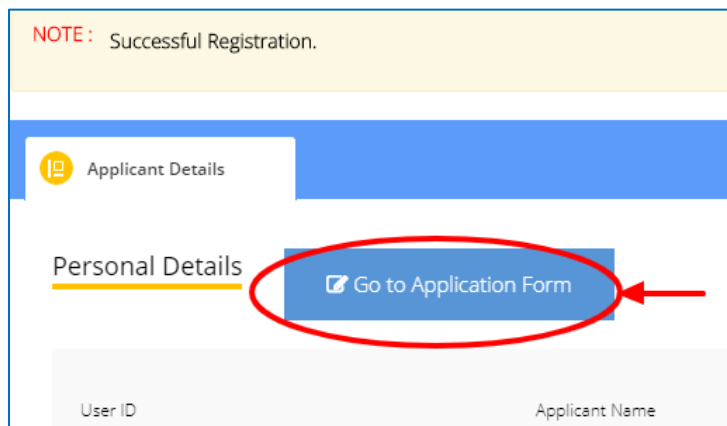 NOTE : Successful Registration.
Applicant Details
Personal Details
Go to Application Form
User ID
Applicant Name